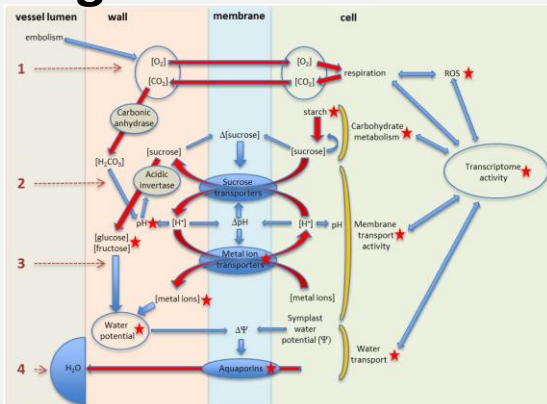 vessel lumen wall membrane cell
embolism
1
[O₂] [O₂]
[CO₂] [CO₂]
respiration
ROS
Carbonic
anhydrase
starch
Carbohydrate
metabolism
[sucrose] Δ[sucrose] [sucrose]
[H₂CO₃]
2
Acidic
invertase
Sucrose
transporters
Transcriptome
activity
pH [H⁺] ΔpH [H⁺] pH
Membrane
transport
activity
[glucose]
[fructose]
3
Metal ion
transporters
[metal ions] [metal ions]
Water
potential
ΔΨ
Symplast
water
potential (Ψ)
Water
transport
4
H₂O
Aquaporins